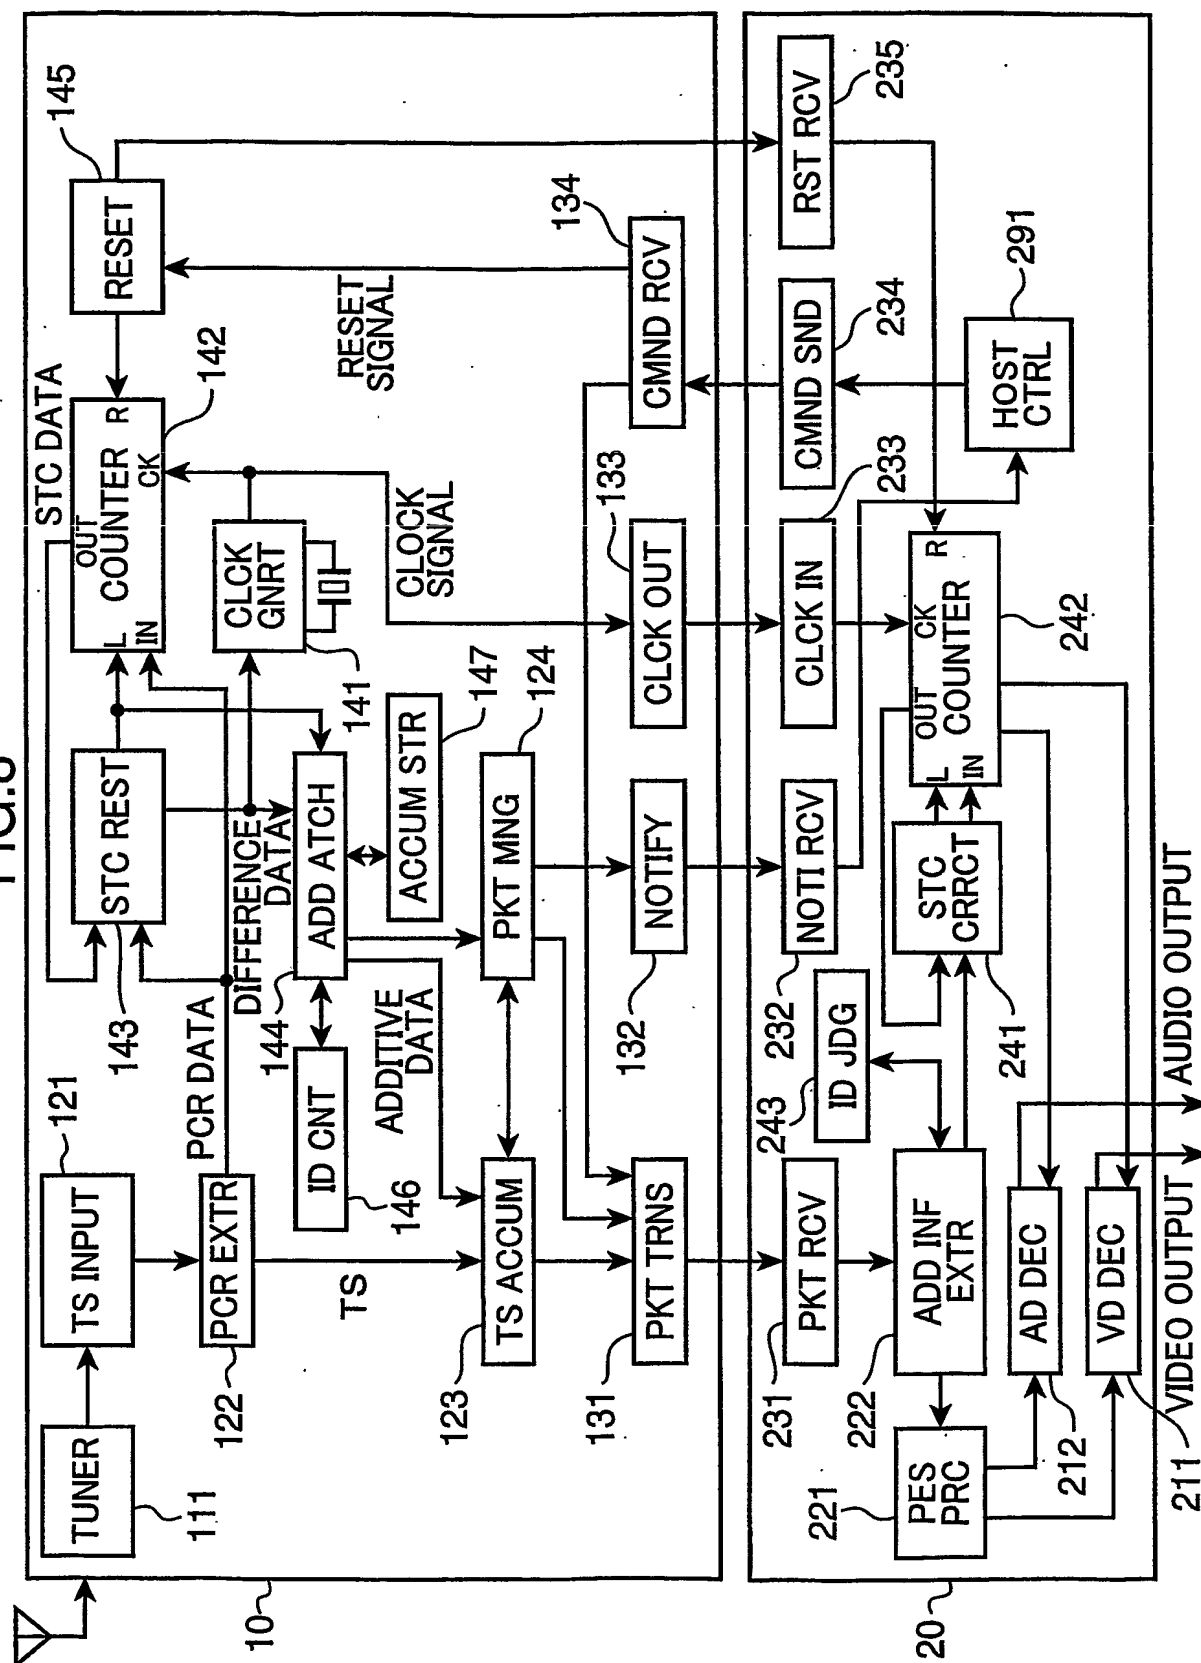 FIG.8
10
TUNER
111
TS INPUT
121
PCR EXTR
122
PCR DATA
TS
STC REST
143
STC DATA
OUT
COUNTER
L
IN
R
CK
142
RESET
145
RESET
SIGNAL
CLCK
GNRT
141
CLOCK
SIGNAL
DIFFERENCE
DATA
ADD ATCH
144
ID CNT
146
ACCUM STR
147
ADDITIVE
DATA
TS ACCUM
123
PKT MNG
124
PKT TRNS
131
NOTIFY
132
CLCK OUT
133
CMND RCV
134
20
PKT RCV
231
NOTI RCV
232
CLCK IN
233
CMND SND
234
RST RCV
235
ADD INF
EXTR
222
ID JDG
243
STC
CRRCT
241
OUT
CK
R
COUNTER
L
IN
242
HOST
CTRL
291
PES
PRC
221
AD DEC
212
VD DEC
211
VIDEO OUTPUT
AUDIO OUTPUT